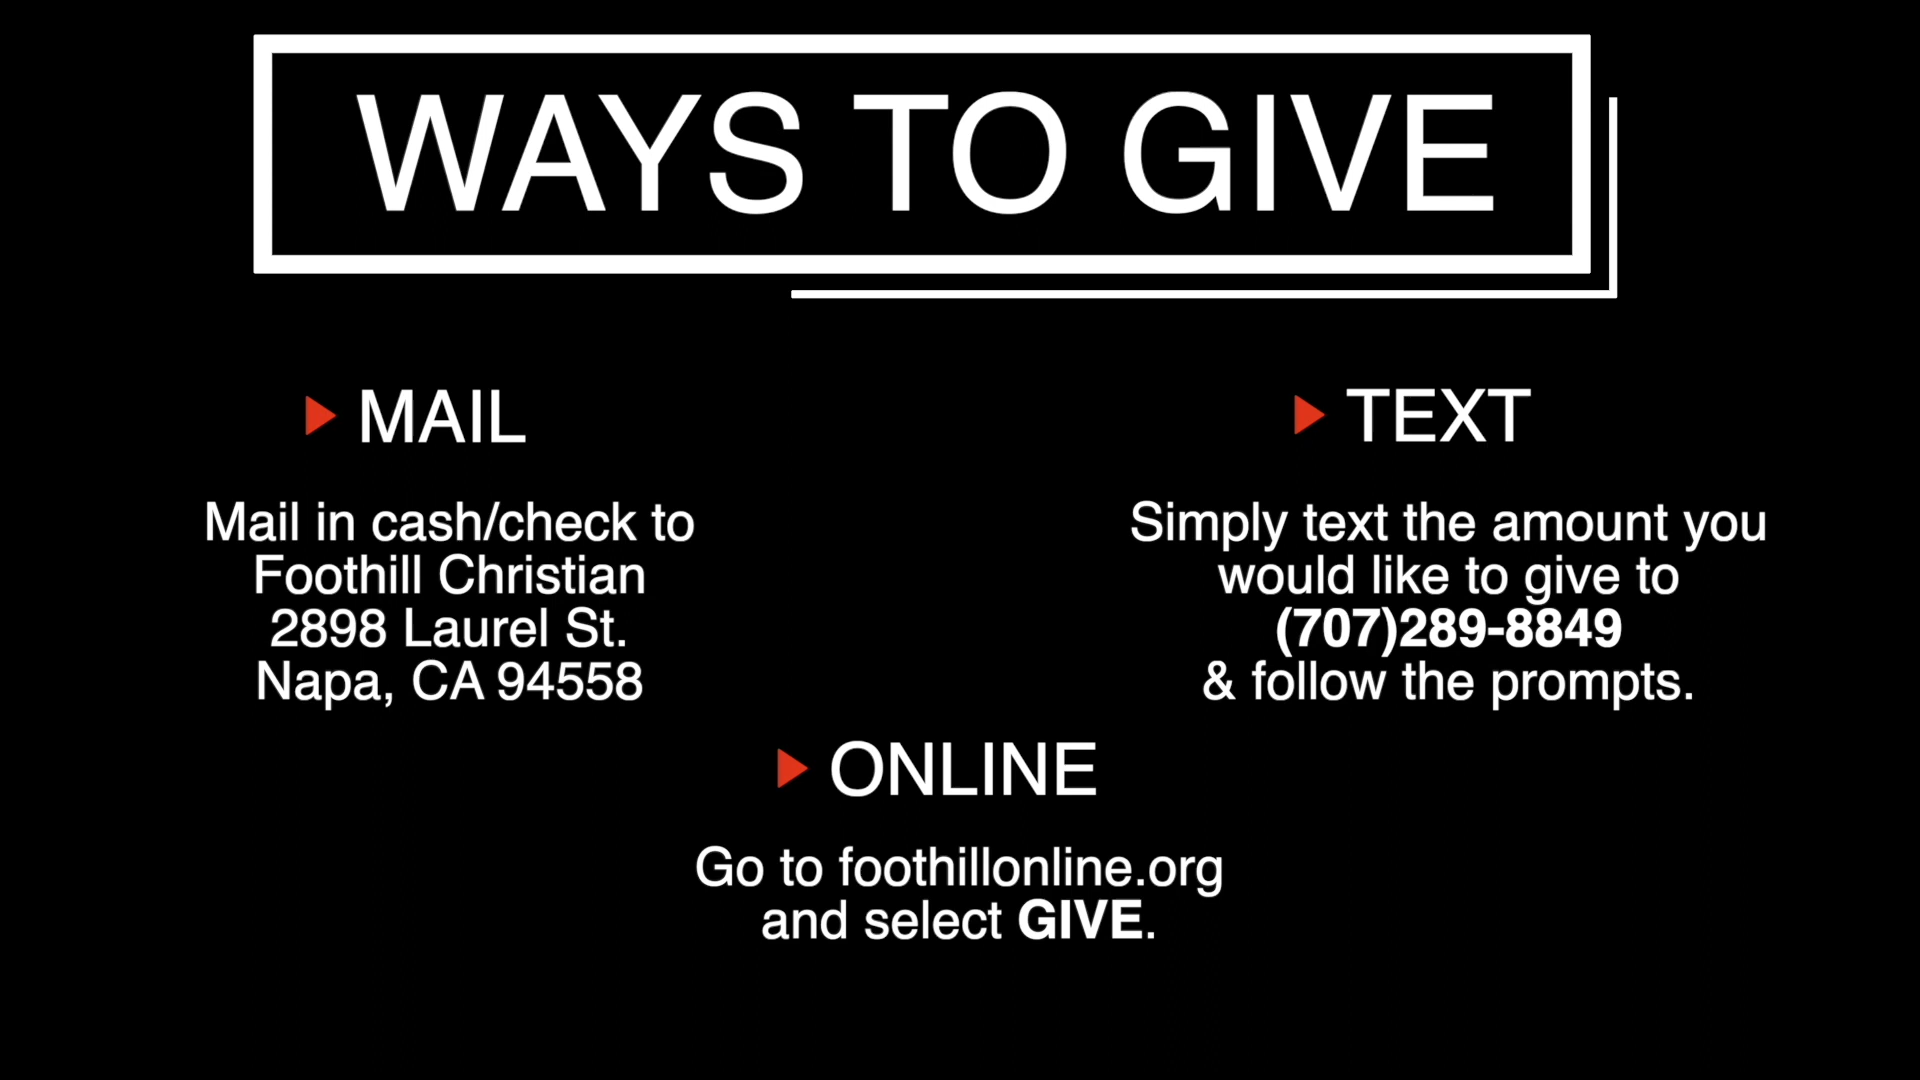 WAYS TO GIVE
MAIL
Mail in cash/check to
Foothill Christian
2898 Laurel St.
Napa, CA 94558
TEXT
Simply text the amount you
would like to give to
(707)289-8849
& follow the prompts.
ONLINE
Go to foothillonline.org
and select GIVE.